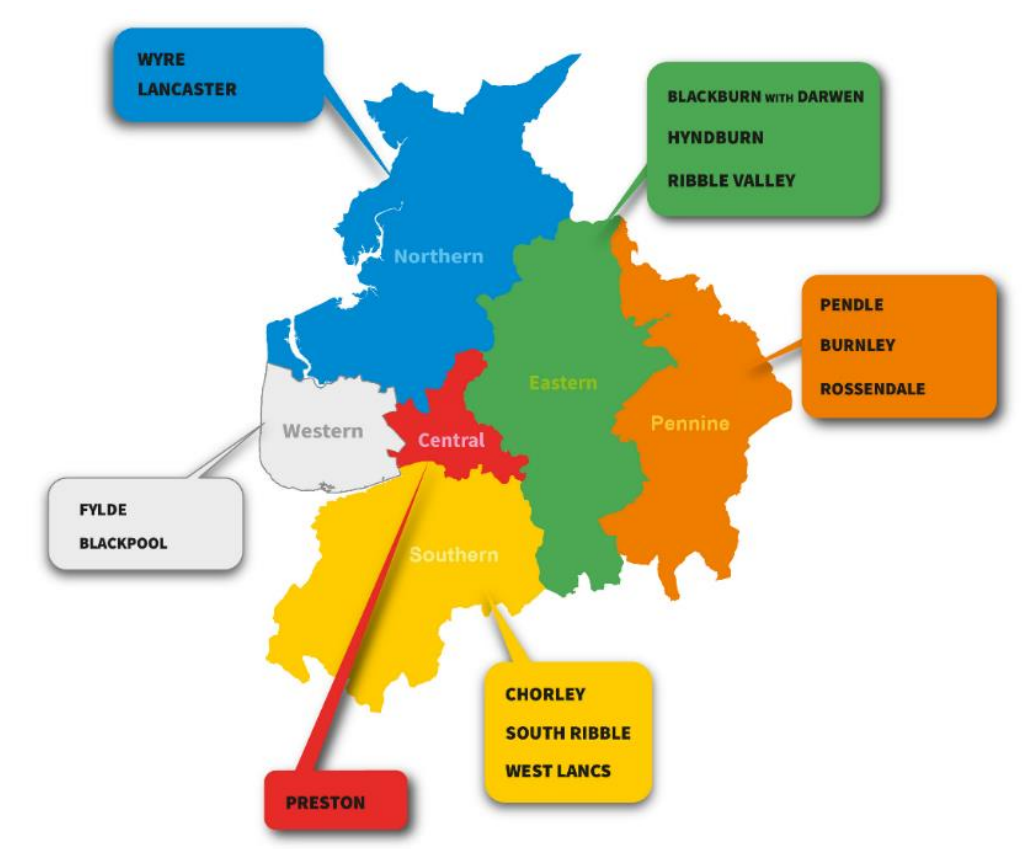 WYRE
LANCASTER
BLACKBURN WITH DARWEN
HYNDBURN
RIBBLE VALLEY
Northern
PENDLE
BURNLEY
ROSSENDALE
Eastern
Pennine
Western
Central
FYLDE
BLACKPOOL
Southern
CHORLEY
SOUTH RIBBLE
WEST LANCS
PRESTON